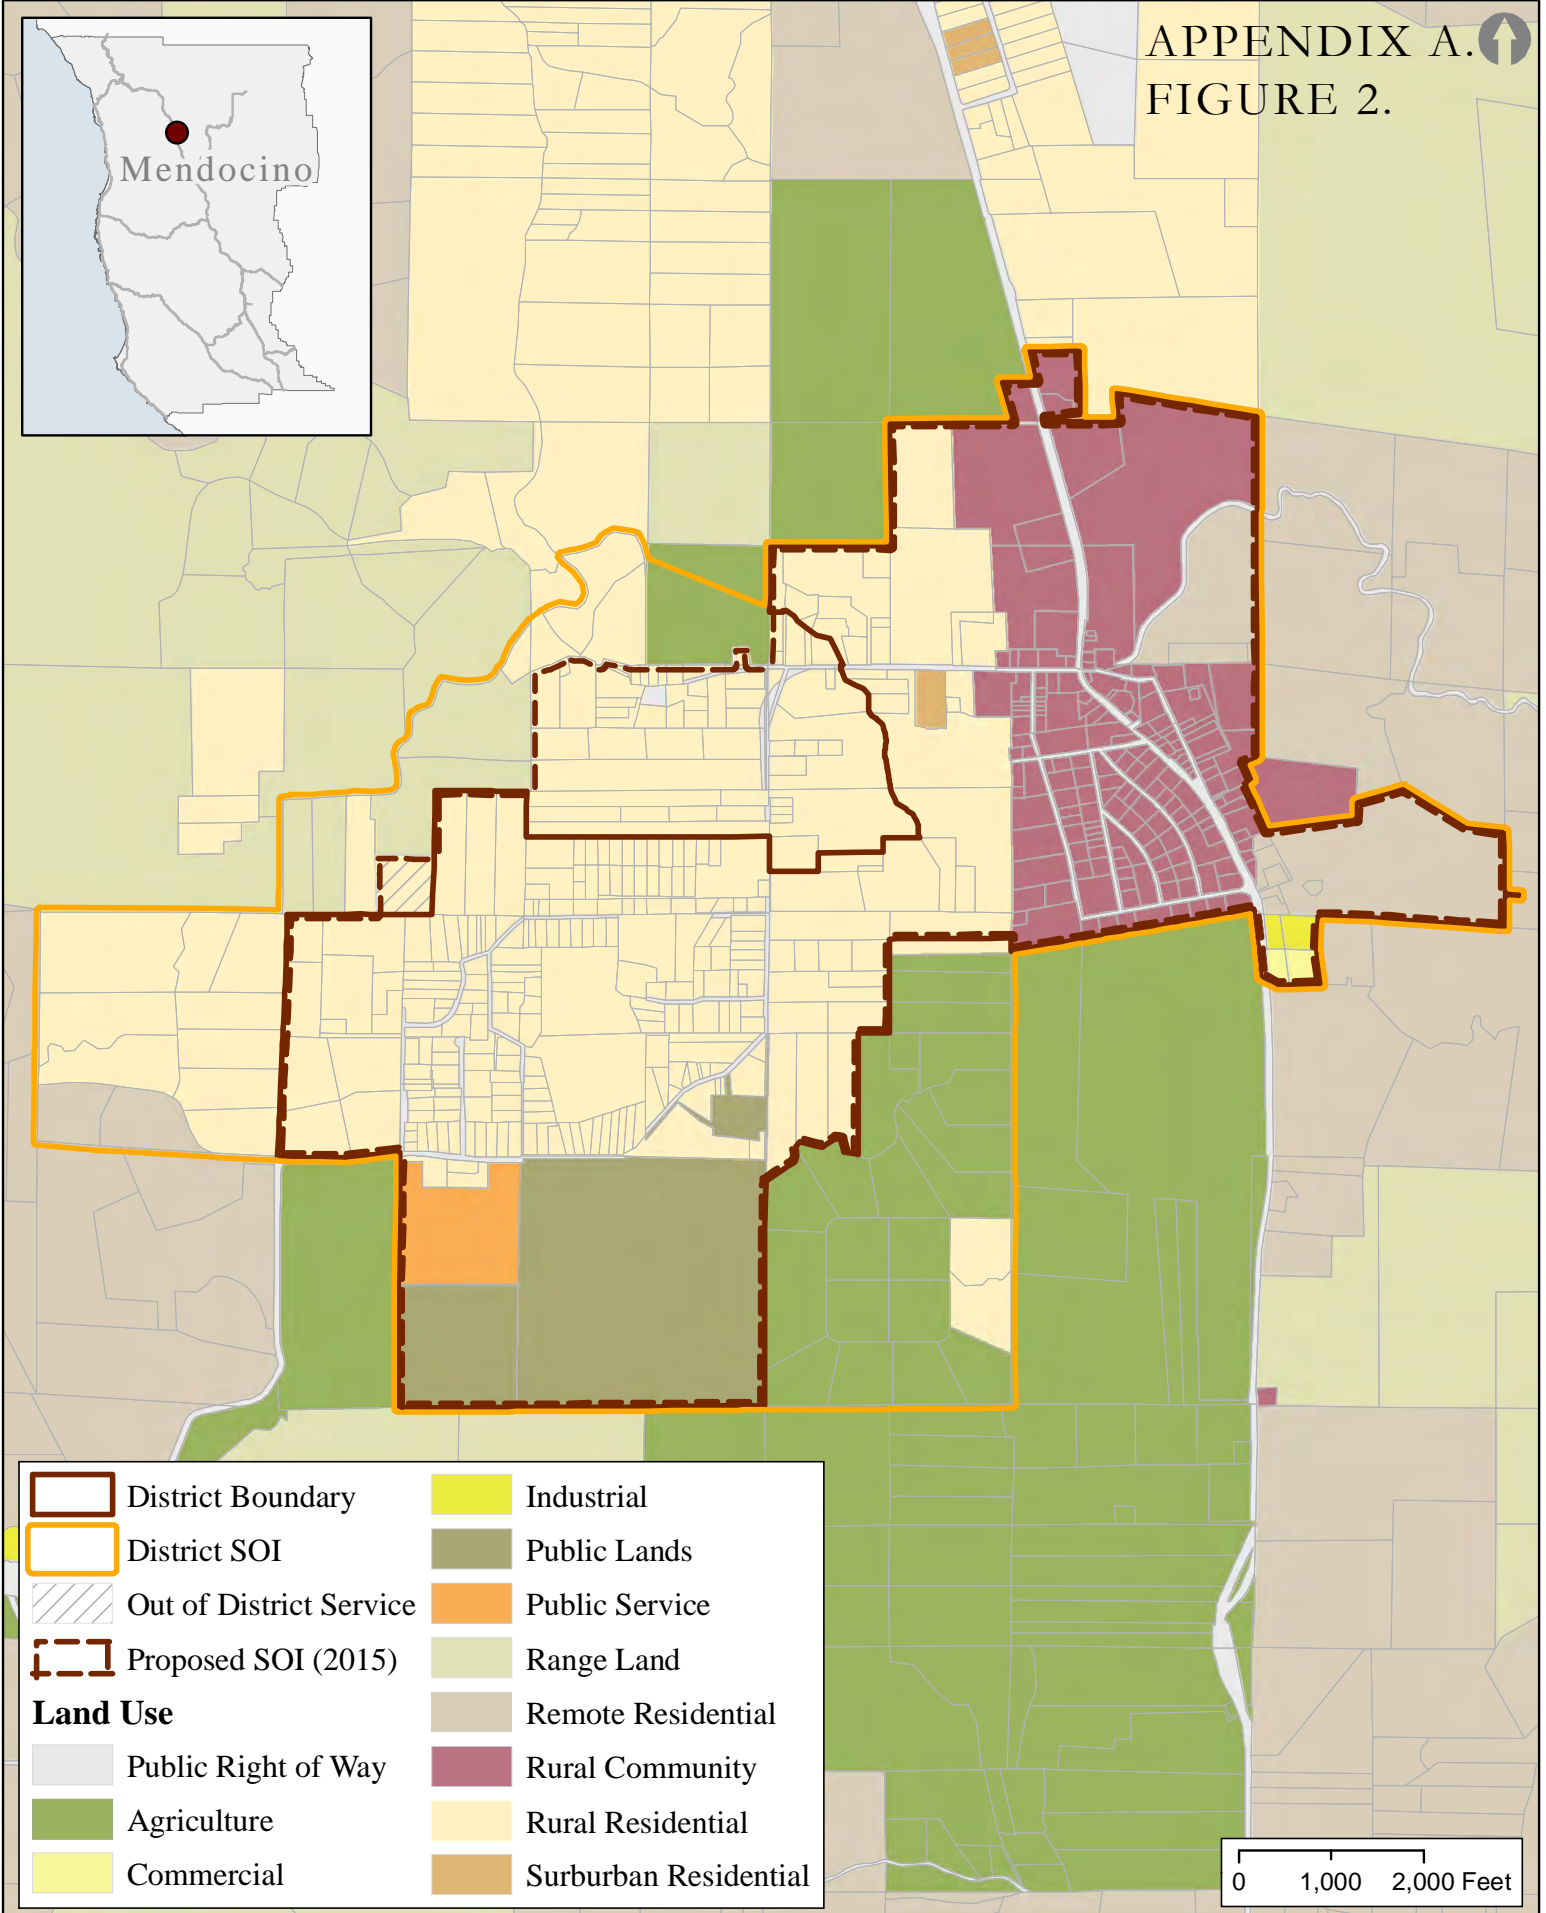 APPENDIX A.
FIGURE 2.
Mendocino
District Boundary
District SOI
Out of District Service
Proposed SOI (2015)
Land Use
Public Right of Way
Agriculture
Commercial
Industrial
Public Lands
Public Service
Range Land
Remote Residential
Rural Community
Rural Residential
Surburban Residential
0 1,000 2,000 Feet